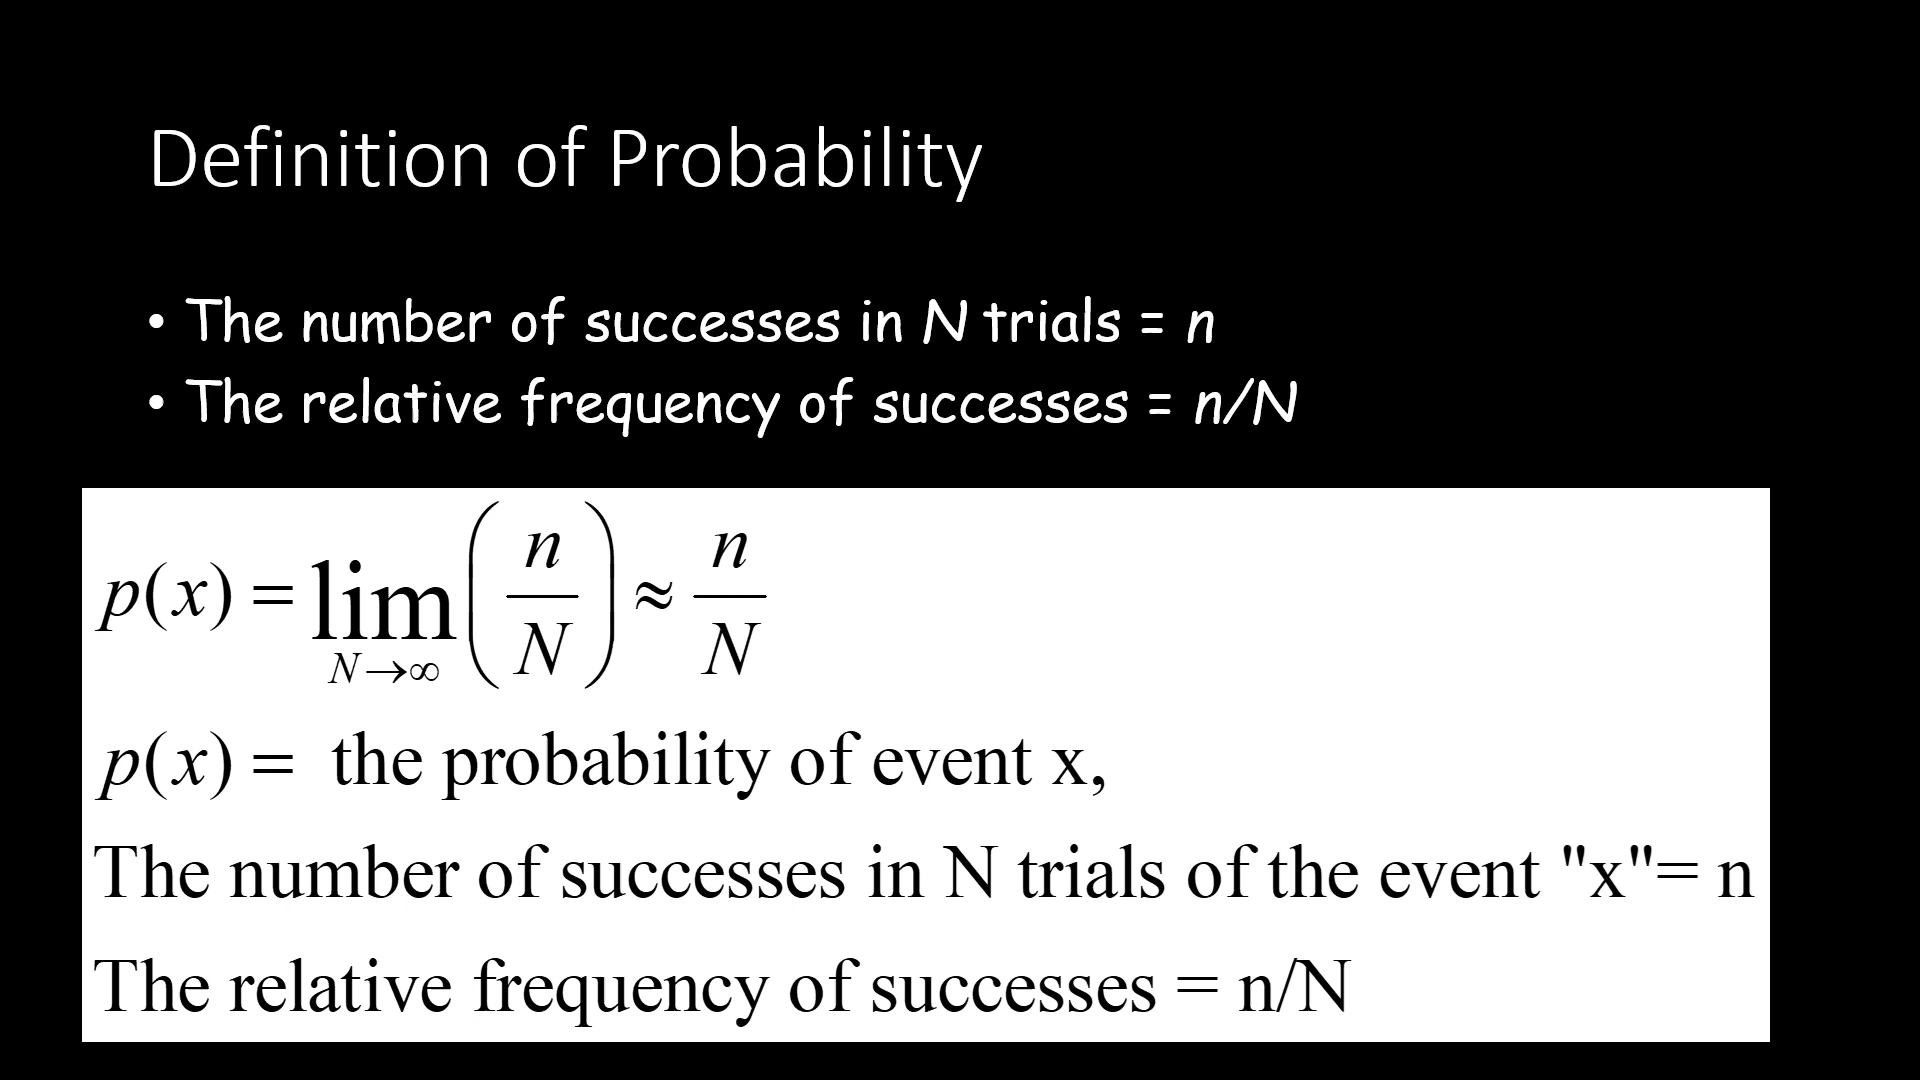 Definition of Probability
• The number of successes in N trials = n
• The relative frequency of successes = n/N
p(x) = lim_{N→∞} (n/N) ≈ n/N
p(x) = the probability of event x,
The number of successes in N trials of the event "x"= n
The relative frequency of successes = n/N